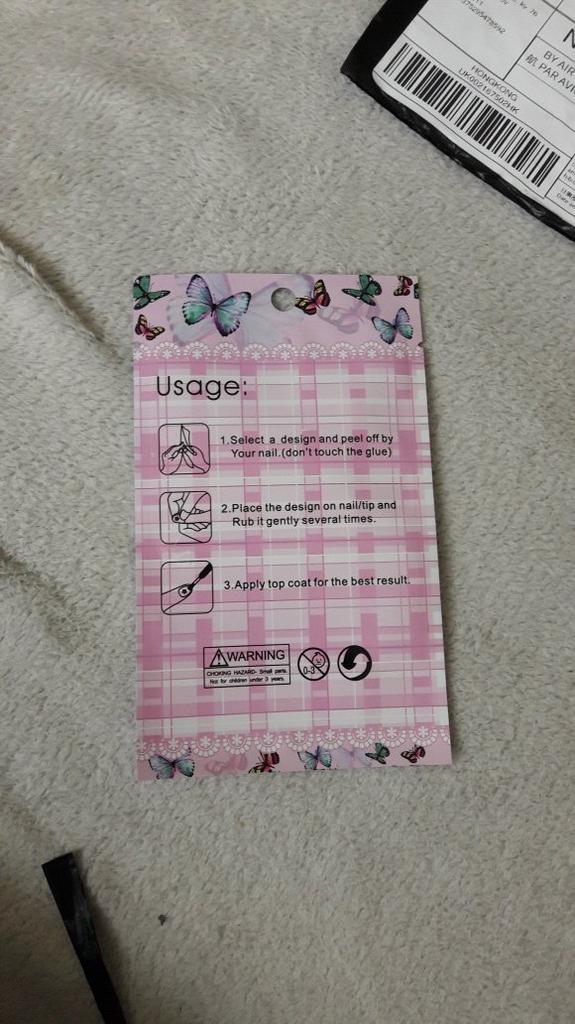 HONGKONG
BY AIR
航 PAR AVI
Usage:
1.Select a design and peel off by
Your nail.(don't touch the glue)
2.Place the design on nail/tip and
Rub it gently several times.
3.Apply top coat for the best result.
WARNING
CHOKING HAZARD- Small parts.
Not for children under 3 years.
0-3